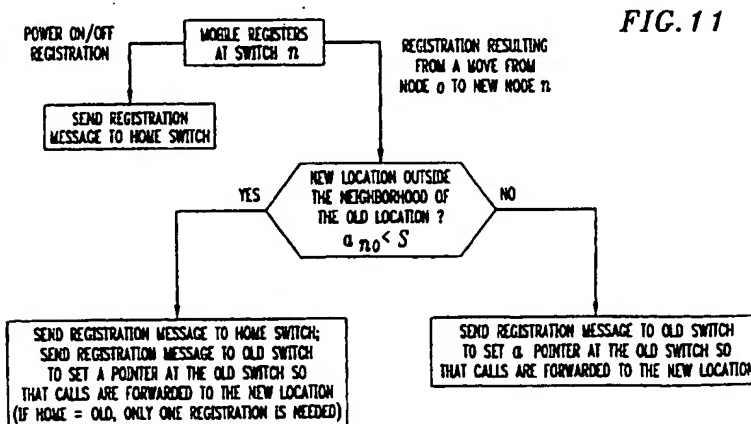 FIG.11
POWER ON/OFF
REGISTRATION
MOBILE REGISTERS
AT SWITCH n
REGISTRATION RESULTING
FROM A MOVE FROM
NODE o TO NEW NODE n
SEND REGISTRATION
MESSAGE TO HOME SWITCH
YES
NEW LOCATION OUTSIDE
THE NEIGHBORHOOD OF
THE OLD LOCATION ?
a no < S
NO
SEND REGISTRATION MESSAGE TO HOME SWITCH;
SEND REGISTRATION MESSAGE TO OLD SWITCH
TO SET A POINTER AT THE OLD SWITCH SO
THAT CALLS ARE FORWARDED TO THE NEW LOCATION
(IF HOME = OLD, ONLY ONE REGISTRATION IS NEEDED)
SEND REGISTRATION MESSAGE TO OLD SWITCH
TO SET a POINTER AT THE OLD SWITCH SO
THAT CALLS ARE FORWARDED TO THE NEW LOCATION